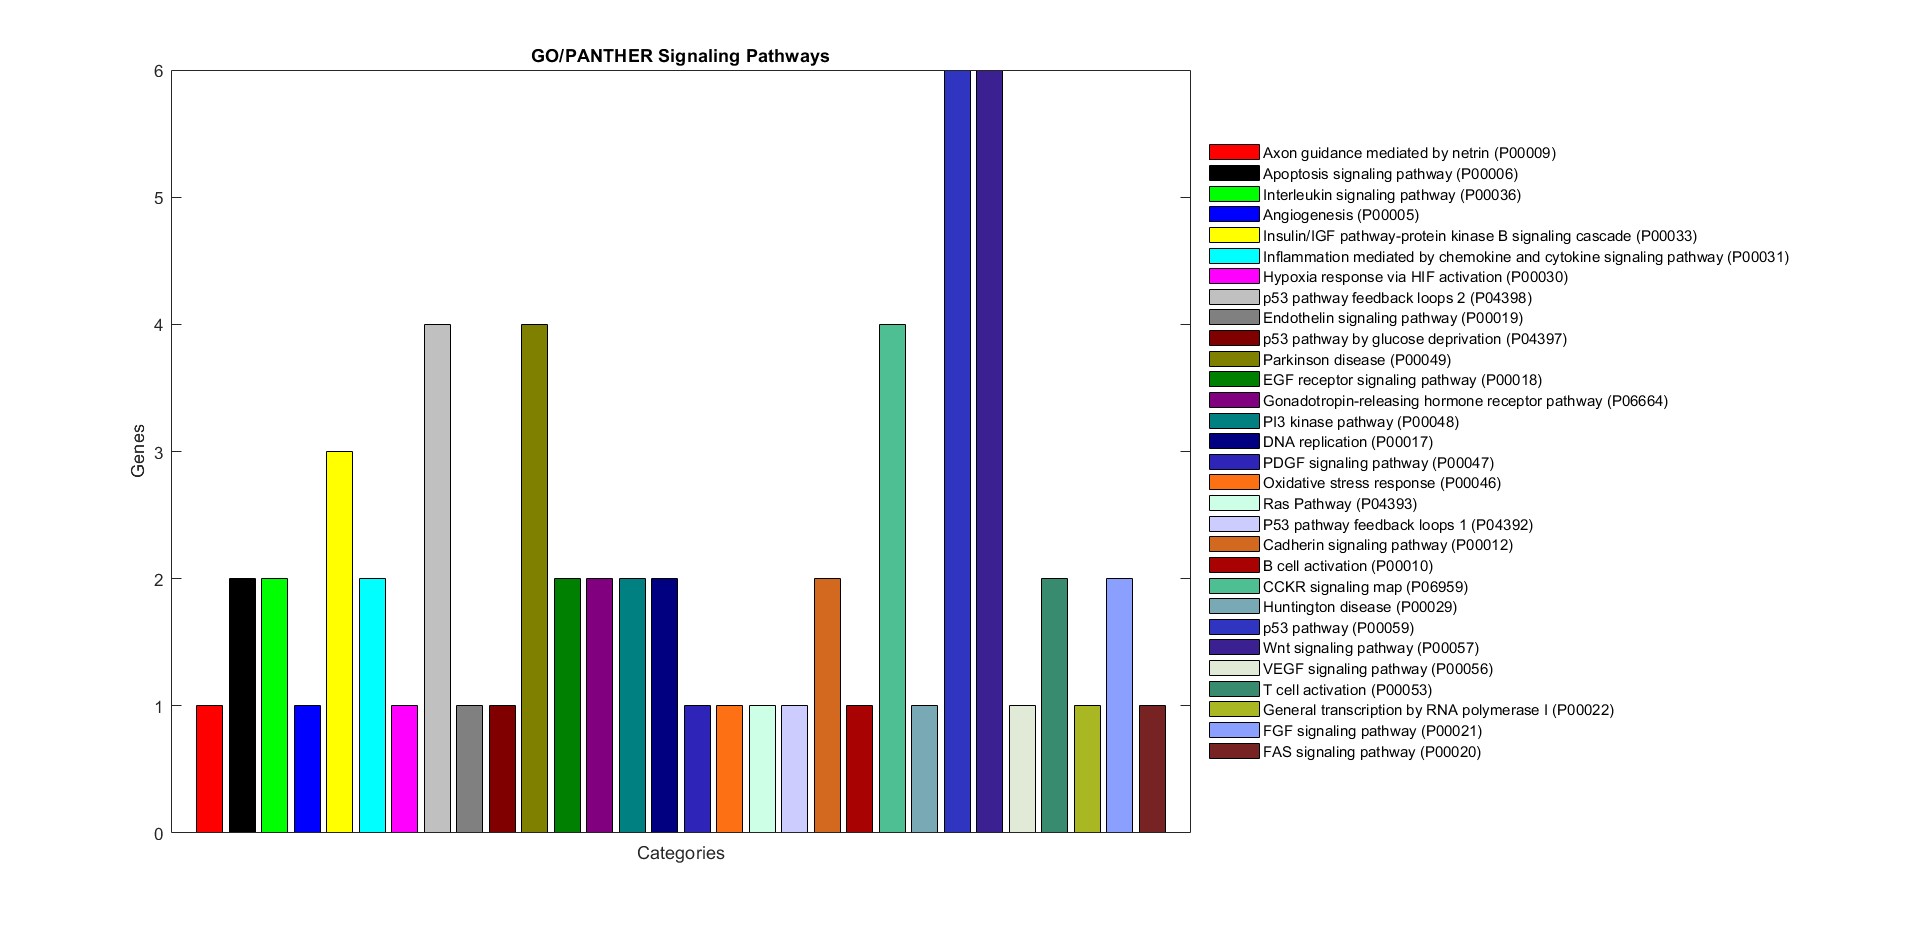 GO/PANTHER Signaling Pathways
6
5
4
3
2
1
0
Genes
Categories
Axon guidance mediated by netrin (P00009)
Apoptosis signaling pathway (P00006)
Interleukin signaling pathway (P00036)
Angiogenesis (P00005)
Insulin/IGF pathway-protein kinase B signaling cascade (P00033)
Inflammation mediated by chemokine and cytokine signaling pathway (P00031)
Hypoxia response via HIF activation (P00030)
p53 pathway feedback loops 2 (P04398)
Endothelin signaling pathway (P00019)
p53 pathway by glucose deprivation (P04397)
Parkinson disease (P00049)
EGF receptor signaling pathway (P00018)
Gonadotropin-releasing hormone receptor pathway (P06664)
PI3 kinase pathway (P00048)
DNA replication (P00017)
PDGF signaling pathway (P00047)
Oxidative stress response (P00046)
Ras Pathway (P04393)
P53 pathway feedback loops 1 (P04392)
Cadherin signaling pathway (P00012)
B cell activation (P00010)
CCKR signaling map (P06959)
Huntington disease (P00029)
p53 pathway (P00059)
Wnt signaling pathway (P00057)
VEGF signaling pathway (P00056)
T cell activation (P00053)
General transcription by RNA polymerase I (P00022)
FGF signaling pathway (P00021)
FAS signaling pathway (P00020)